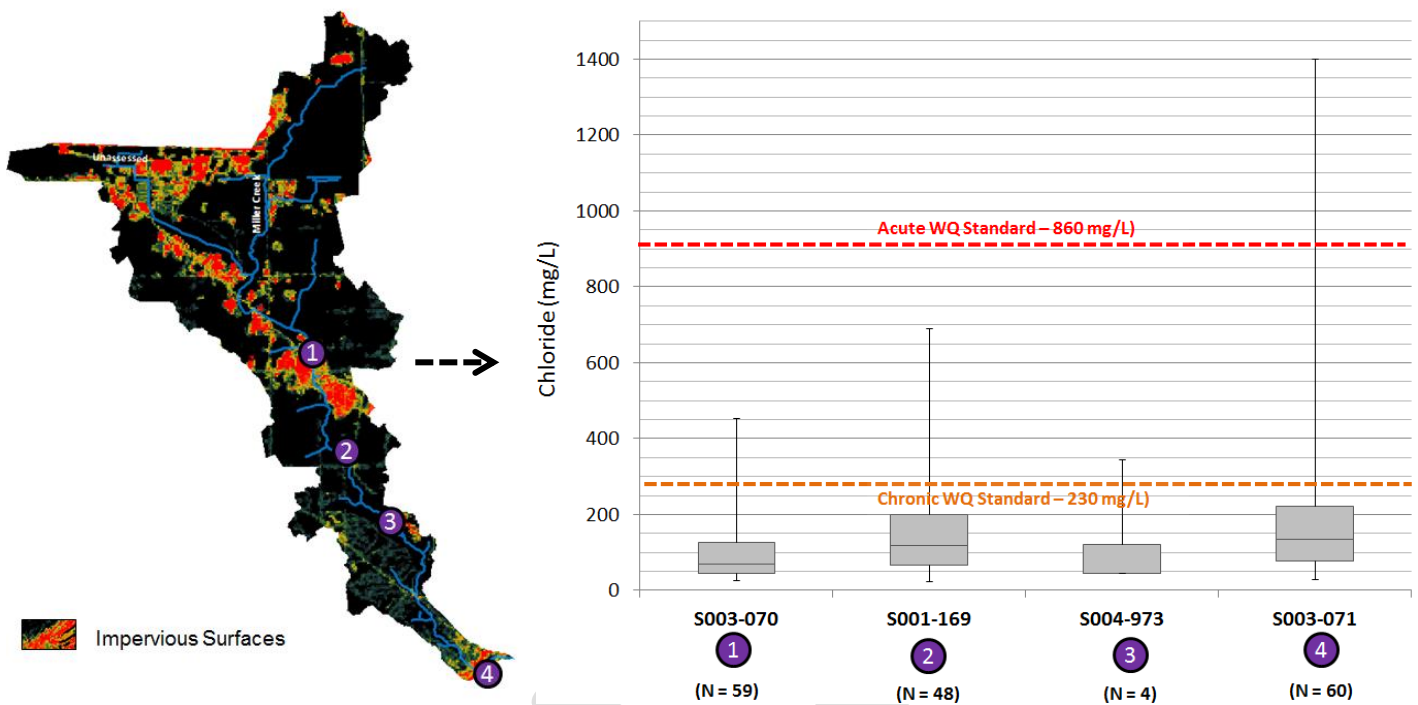 Unassessed
Miller Creek
1
2
3
4
Impervious Surfaces
Chloride (mg/L)
1400
1200
1000
800
600
400
200
0
Acute WQ Standard – 860 mg/L)
Chronic WQ Standard – 230 mg/L)
S003-070
S001-169
S004-973
S003-071
1
2
3
4
(N = 59)
(N = 48)
(N = 4)
(N = 60)